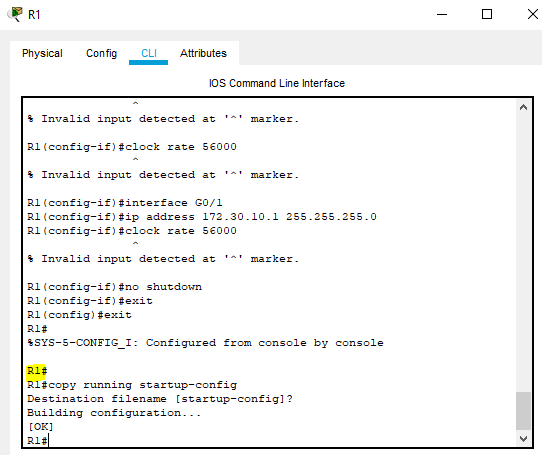 R1
Physical Config CLI Attributes
IOS Command Line Interface
^
% Invalid input detected at '^' marker.
R1(config-if)#clock rate 56000
^
% Invalid input detected at '^' marker.
R1(config-if)#interface G0/1
R1(config-if)#ip address 172.30.10.1 255.255.255.0
R1(config-if)#clock rate 56000
^
% Invalid input detected at '^' marker.
R1(config-if)#no shutdown
R1(config-if)#exit
R1(config)#exit
R1#
%SYS-5-CONFIG_I: Configured from console by console
R1#
R1#copy running startup-config
Destination filename [startup-config]?
Building configuration...
[OK]
R1#